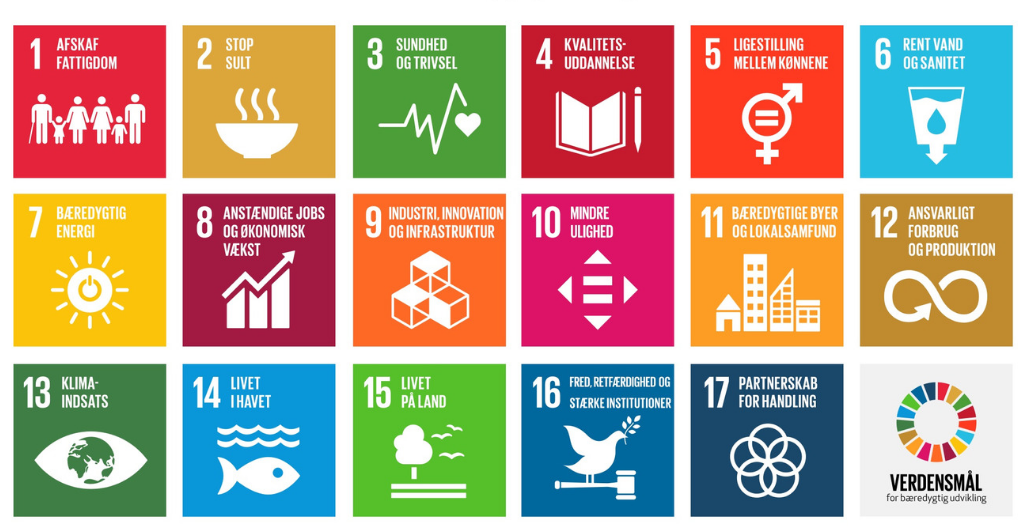 1 AFSKAF
FATTIGDOM
2 STOP
SULT
3 SUNDHED
OG TRIVSEL
4 KVALITETS-
UDDANNELSE
5 LIGESTILLING
MELLEM KØNNENE
6 RENT VAND
OG SANITET
7 BÆREDYGTIG
ENERGI
8 ANSTÆNDIGE JOBS
OG ØKONOMISK
VÆKST
9 INDUSTRI, INNOVATION
OG INFRASTRUKTUR
10 MINDRE
ULIGHED
11 BÆREDYGTIGE BYER
OG LOKALSAMFUND
12 ANSVARLIGT
FORBRUG
OG PRODUKTION
13 KLIMA-
INDSATS
14 LIVET
I HAVET
15 LIVET
PÅ LAND
16 FRED, RETFÆRDIGHED OG
STÆRKE INSTITUTIONER
17 PARTNERSKAB
FOR HANDLING
VERDENSMÅL
for bæredygtig udvikling